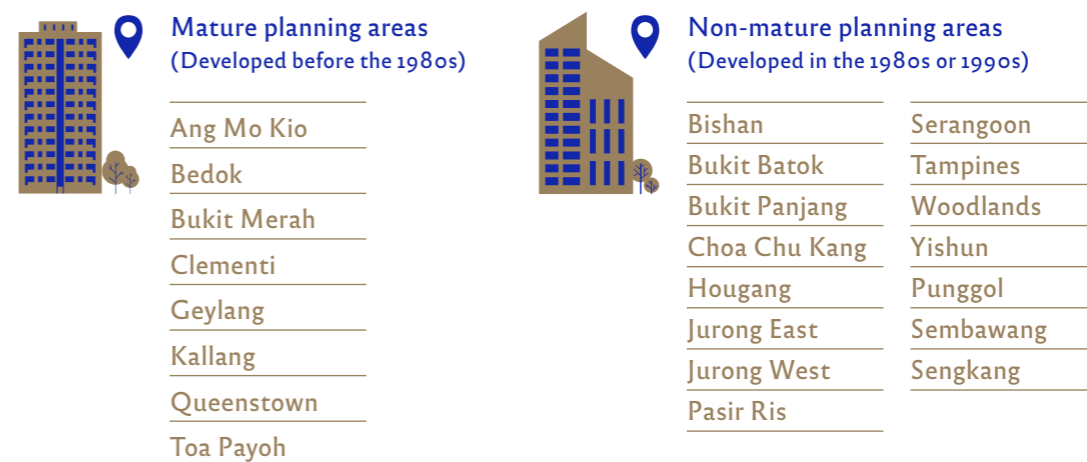 Mature planning areas
(Developed before the 1980s)
Ang Mo Kio
Bedok
Bukit Merah
Clementi
Geylang
Kallang
Queenstown
Toa Payoh
Non-mature planning areas
(Developed in the 1980s or 1990s)
Bishan
Bukit Batok
Bukit Panjang
Choa Chu Kang
Hougang
Jurong East
Jurong West
Pasir Ris
Serangoon
Tampines
Woodlands
Yishun
Punggol
Sembawang
Sengkang